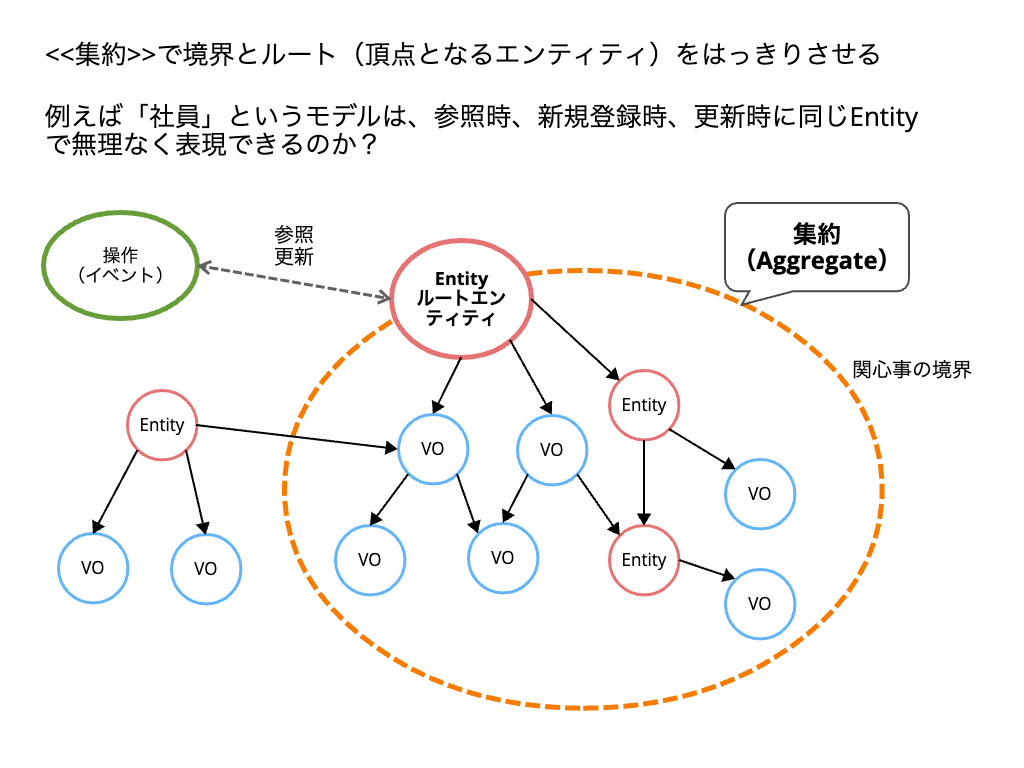 <<集約>>で境界とルート（頂点となるエンティティ）をはっきりさせる
例えば「社員」というモデルは、参照時、新規登録時、更新時に同じEntity
で無理なく表現できるのか？
操作
（イベント）
参照
更新
Entity
ルートエン
ティティ
集約
（Aggregate）
関心事の境界
Entity
Entity
VO
VO
VO
VO
VO
VO
VO
Entity
VO